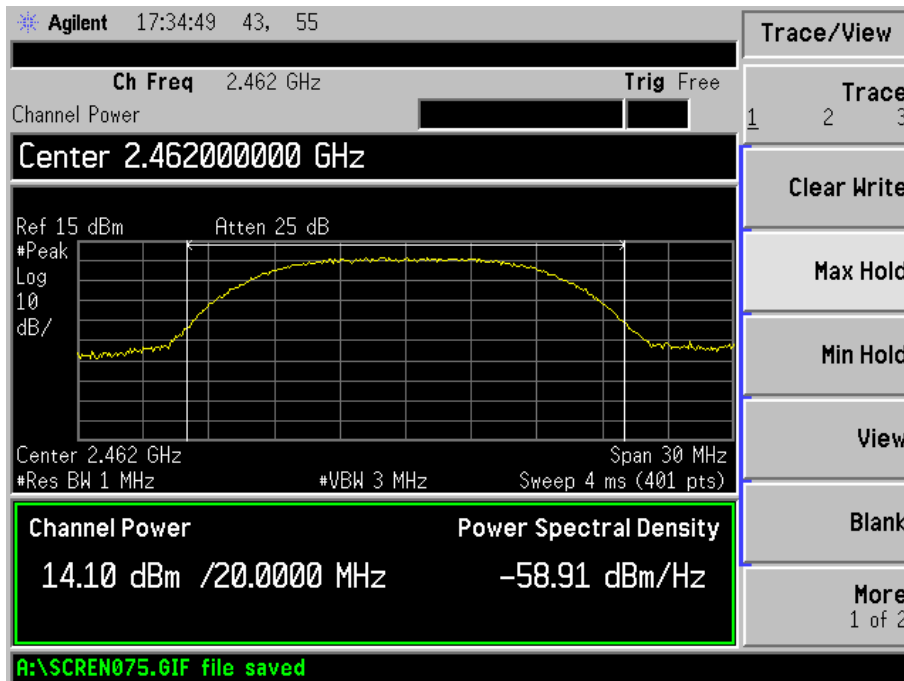 Agilent 17:34:49 43, 55
Trace/View
Ch Freq 2.462 GHz Trig Free
Channel Power
Trace
1 2 3
Center 2.462000000 GHz
Clear Write
Ref 15 dBm Atten 25 dB
#Peak
Log
10
dB/
Max Hold
Min Hold
View
Center 2.462 GHz Span 30 MHz
#Res BW 1 MHz #VBW 3 MHz Sweep 4 ms (401 pts)
Channel Power Power Spectral Density
14.10 dBm /20.0000 MHz -58.91 dBm/Hz
Blank
More
1 of 2
A:\SCREN075.GIF file saved